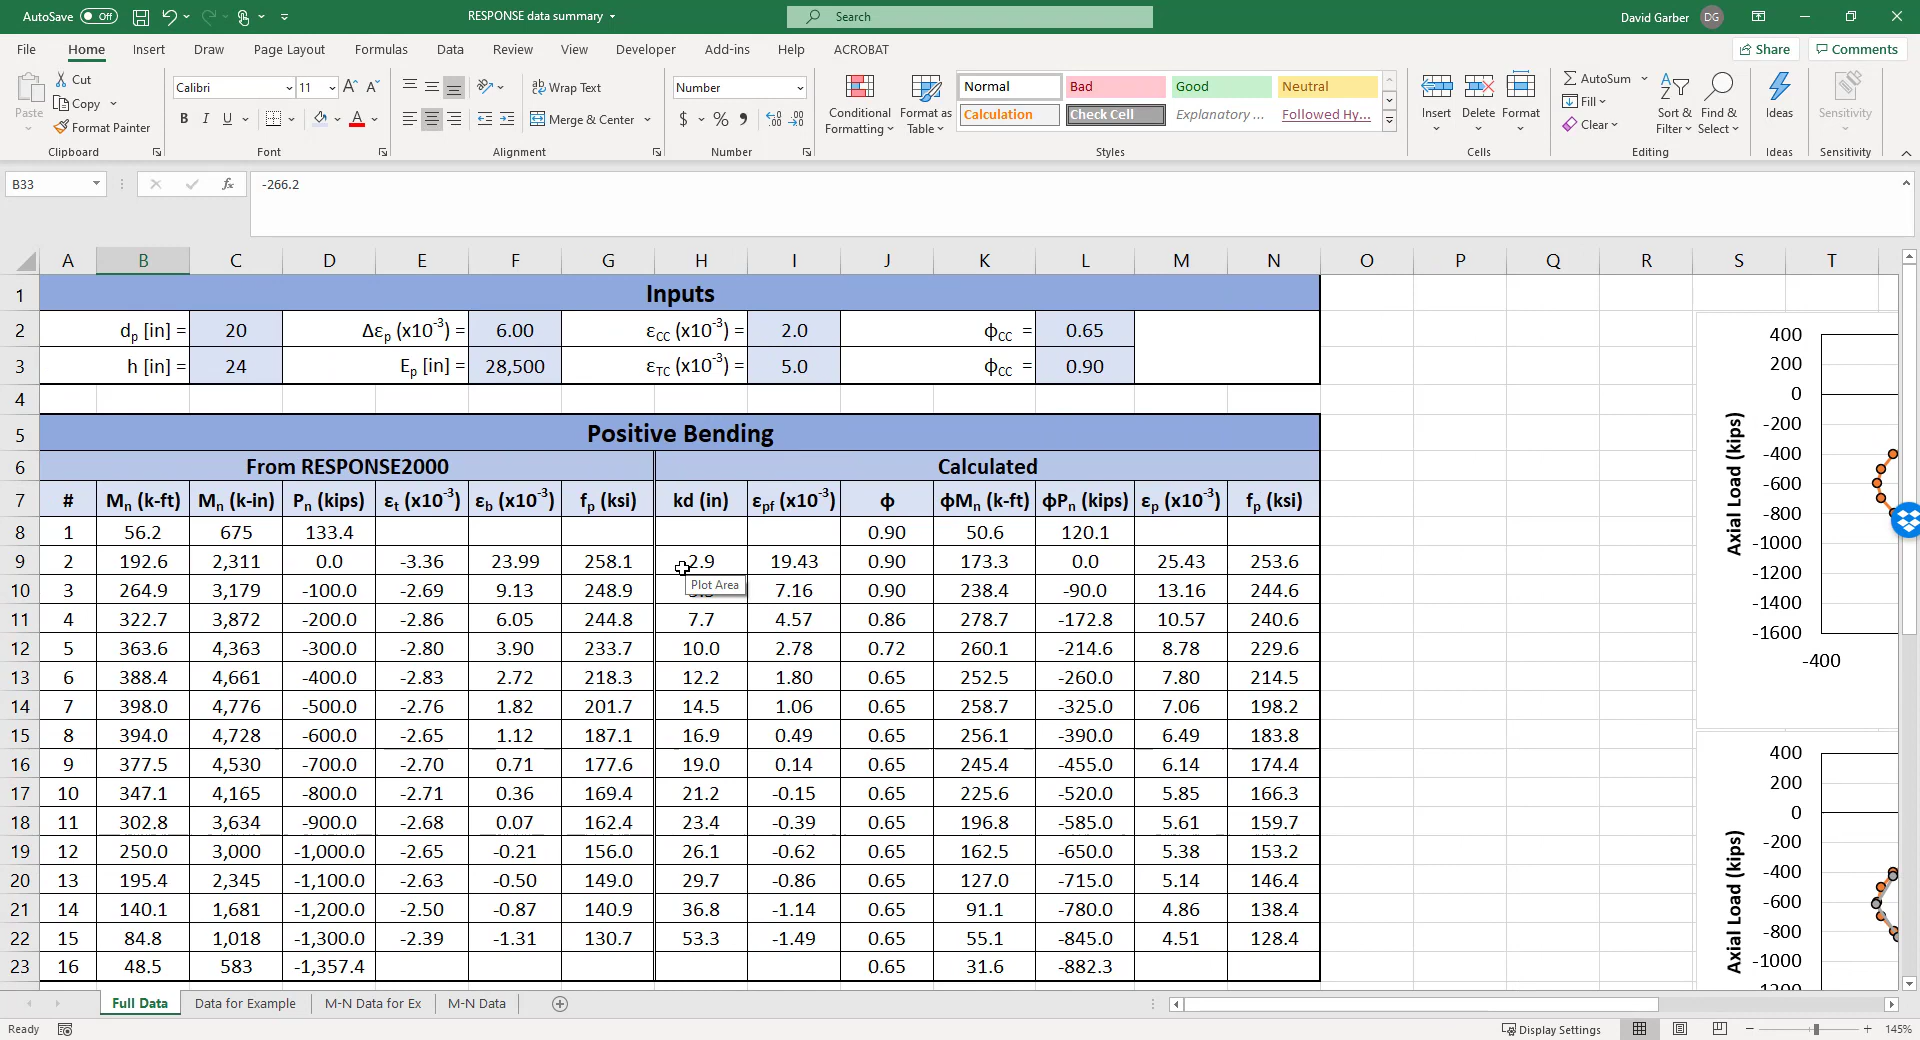 AutoSave Off RESPONSE data summary Search David Garber DG
File Home Insert Draw Page Layout Formulas Data Review View Developer Add-ins Help ACROBAT Share Comments
Paste Cut Copy Format Painter Clipboard
Calibri 11 A A B I U A Font
Wrap Text Merge & Center Alignment
Number $ % Number
Conditional Formatting Format as Table Normal Bad Good Neutral Calculation Check Cell Explanatory ... Followed Hy... Styles
Insert Delete Format Cells
AutoSum Fill Clear Sort & Filter Find & Select Editing
Ideas Ideas Sensitivity Sensitivity
B33 fx -266.2
A B C D E F G H I J K L M N O P Q R S T
1 Inputs
2 dp [in] = 20 Δεp (x10-3) = 6.00 εCC (x10-3) = 2.0 ϕCC = 0.65
3 h [in] = 24 Ep [in] = 28,500 εTC (x10-3) = 5.0 ϕCC = 0.90
4
5 Positive Bending
6 From RESPONSE2000 Calculated
7 # Mn (k-ft) Mn (k-in) Pn (kips) εt (x10-3) εb (x10-3) fp (ksi) kd (in) εpf (x10-3) ϕ ϕMn (k-ft) ϕPn (kips) εp (x10-3) fp (ksi)
8 1 56.2 675 133.4 0.90 50.6 120.1
9 2 192.6 2,311 0.0 -3.36 23.99 258.1 2.9 19.43 0.90 173.3 0.0 25.43 253.6
10 3 264.9 3,179 -100.0 -2.69 9.13 248.9 7.16 0.90 238.4 -90.0 13.16 244.6
Plot Area
11 4 322.7 3,872 -200.0 -2.86 6.05 244.8 7.7 4.57 0.86 278.7 -172.8 10.57 240.6
12 5 363.6 4,363 -300.0 -2.80 3.90 233.7 10.0 2.78 0.72 260.1 -214.6 8.78 229.6
13 6 388.4 4,661 -400.0 -2.83 2.72 218.3 12.2 1.80 0.65 252.5 -260.0 7.80 214.5
14 7 398.0 4,776 -500.0 -2.76 1.82 201.7 14.5 1.06 0.65 258.7 -325.0 7.06 198.2
15 8 394.0 4,728 -600.0 -2.65 1.12 187.1 16.9 0.49 0.65 256.1 -390.0 6.49 183.8
16 9 377.5 4,530 -700.0 -2.70 0.71 177.6 19.0 0.14 0.65 245.4 -455.0 6.14 174.4
17 10 347.1 4,165 -800.0 -2.71 0.36 169.4 21.2 -0.15 0.65 225.6 -520.0 5.85 166.3
18 11 302.8 3,634 -900.0 -2.68 0.07 162.4 23.4 -0.39 0.65 196.8 -585.0 5.61 159.7
19 12 250.0 3,000 -1,000.0 -2.65 -0.21 156.0 26.1 -0.62 0.65 162.5 -650.0 5.38 153.2
20 13 195.4 2,345 -1,100.0 -2.63 -0.50 149.0 29.7 -0.86 0.65 127.0 -715.0 5.14 146.4
21 14 140.1 1,681 -1,200.0 -2.50 -0.87 140.9 36.8 -1.14 0.65 91.1 -780.0 4.86 138.4
22 15 84.8 1,018 -1,300.0 -2.39 -1.31 130.7 53.3 -1.49 0.65 55.1 -845.0 4.51 128.4
23 16 48.5 583 -1,357.4 0.65 31.6 -882.3
Axial Load (kips)
400
200
0
-200
-400
-600
-800
-1000
-1200
-1400
-1600
-400
Axial Load (kips)
400
200
0
-200
-400
-600
-800
-1000
Full Data Data for Example M-N Data for Ex M-N Data
Ready Display Settings 145%